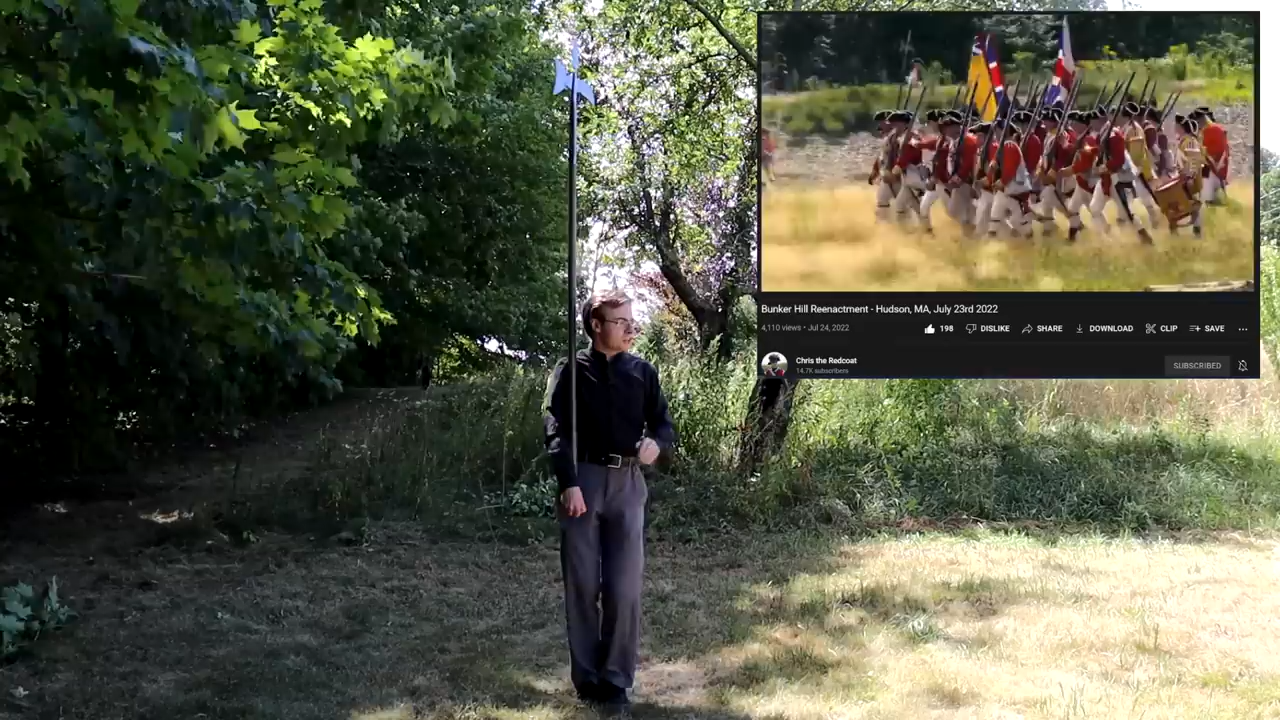 Bunker Hill Reenactment - Hudson, MA, July 23rd 2022
4,110 views • Jul 24, 2022 198 DISLIKE SHARE DOWNLOAD CLIP SAVE ...
Chris the Redcoat SUBSCRIBED
14.7K subscribers